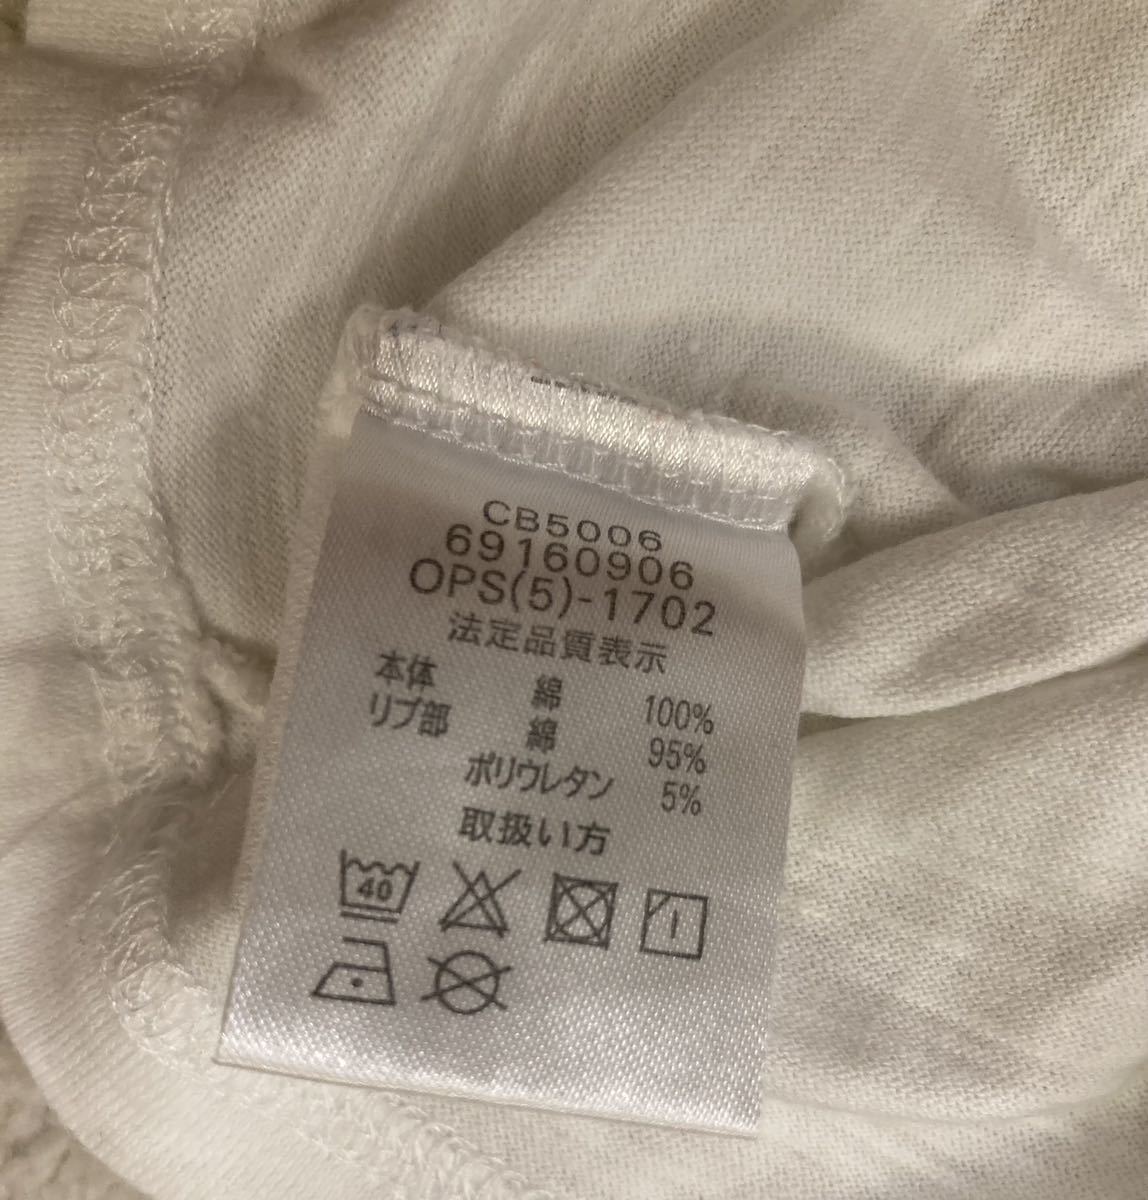 CB5006
69160906
OPS(5)-1702
法定品質表示
本体 綿 100%
リブ部 綿 95%
ポリウレタン 5%
取扱い方
40